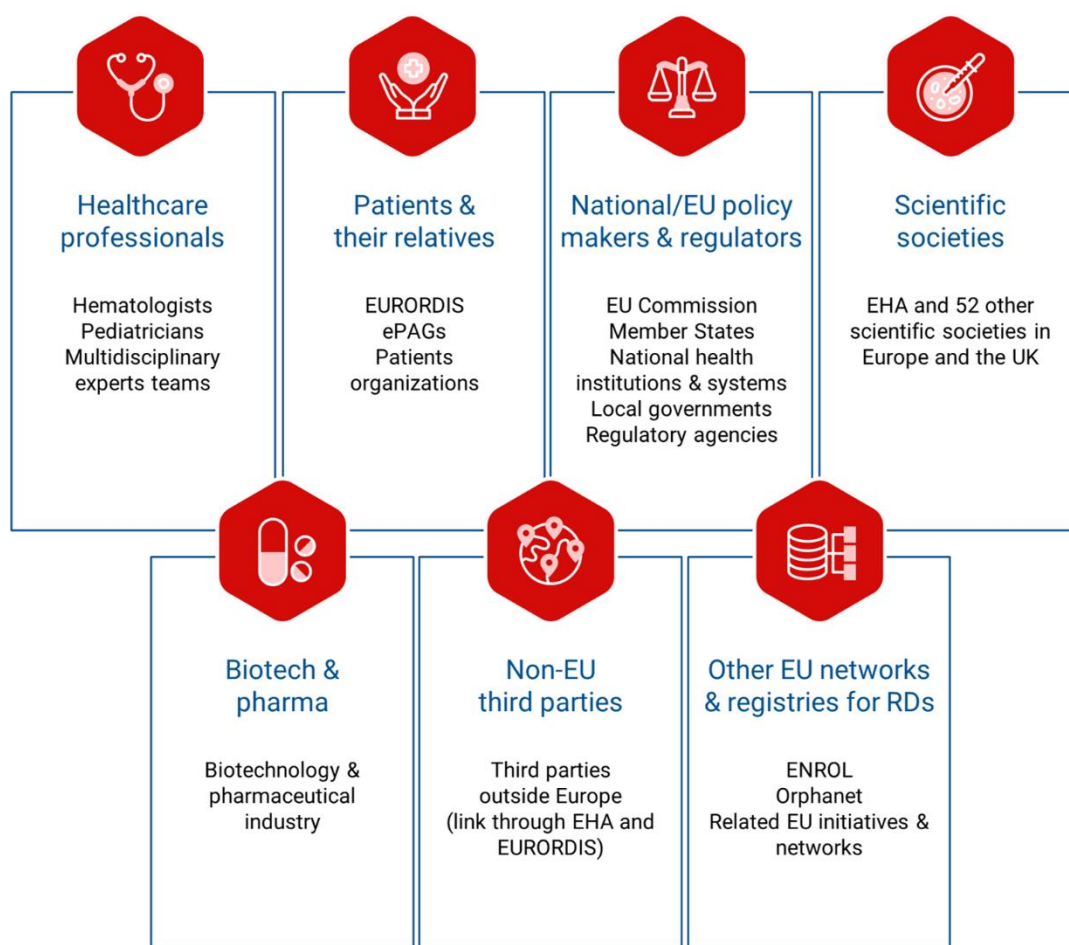 Healthcare
professionals
Hematologists
Pediatricians
Multidisciplinary
experts teams
Patients &
their relatives
EURORDIS
ePAGs
Patients
organizations
National/EU policy
makers & regulators
EU Commission
Member States
National health
institutions & systems
Local governments
Regulatory agencies
Scientific
societies
EHA and 52 other
scientific societies in
Europe and the UK
Biotech &
pharma
Biotechnology &
pharmaceutical
industry
Non-EU
third parties
Third parties
outside Europe
(link through EHA and
EURORDIS)
Other EU networks
& registries for RDs
ENROL
Orphanet
Related EU initiatives &
networks